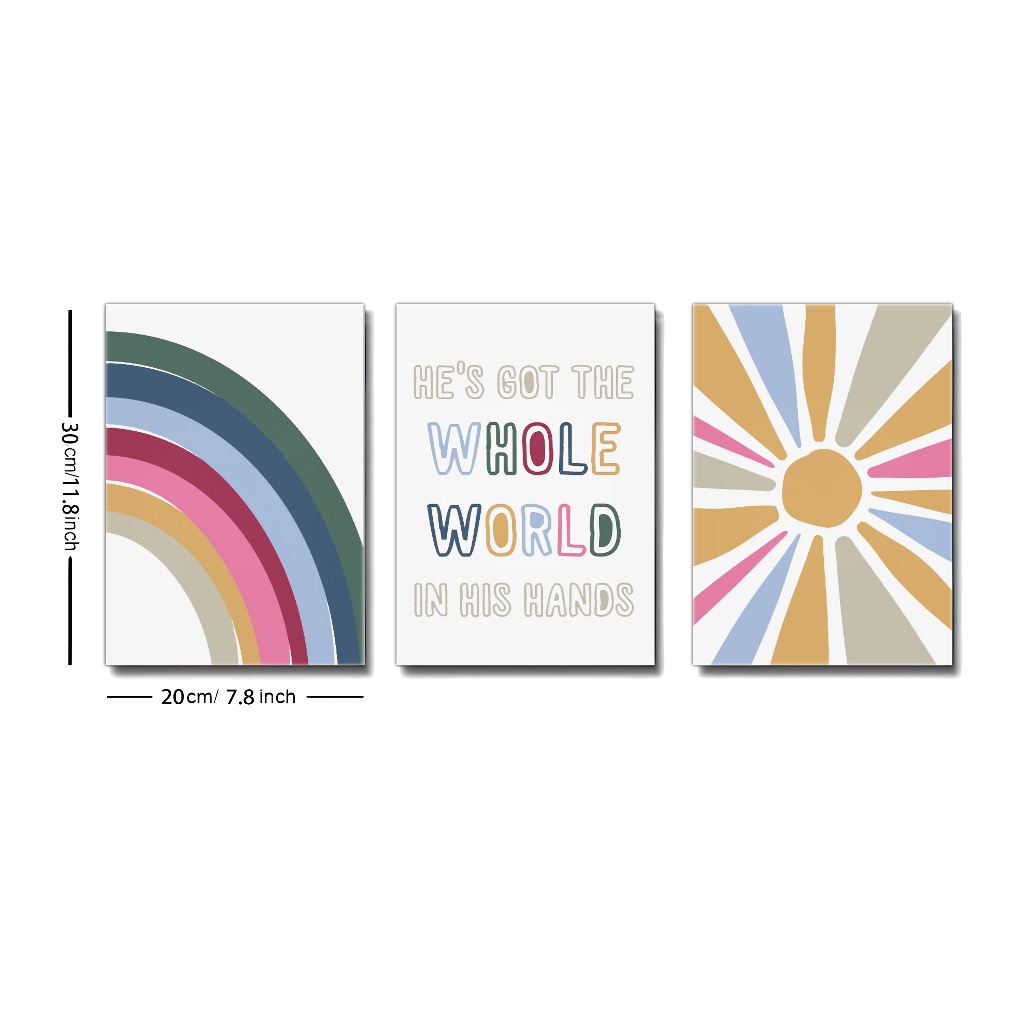 HE'S GOT THE
WHOLE
WORLD
IN HIS HANDS
30cm/11.8inch
20cm/ 7.8 inch